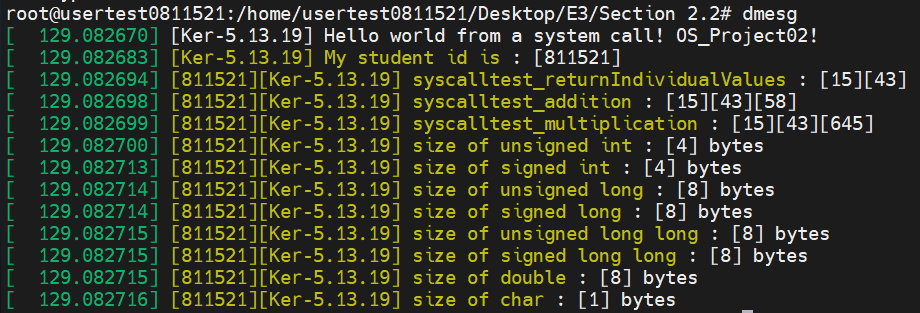 root@usertest0811521:/home/usertest0811521/Desktop/E3/Section 2.2# dmesg
[  129.082670] [Ker-5.13.19] Hello world from a system call! OS_Project02!
[  129.082683] [Ker-5.13.19] My student id is : [811521]
[  129.082694] [811521][Ker-5.13.19] syscalltest_returnIndividualValues : [15][43]
[  129.082698] [811521][Ker-5.13.19] syscalltest_addition : [15][43][58]
[  129.082699] [811521][Ker-5.13.19] syscalltest_multiplication : [15][43][645]
[  129.082700] [811521][Ker-5.13.19] size of unsigned int : [4] bytes
[  129.082713] [811521][Ker-5.13.19] size of signed int : [4] bytes
[  129.082714] [811521][Ker-5.13.19] size of unsigned long : [8] bytes
[  129.082714] [811521][Ker-5.13.19] size of signed long : [8] bytes
[  129.082715] [811521][Ker-5.13.19] size of unsigned long long : [8] bytes
[  129.082715] [811521][Ker-5.13.19] size of signed long long : [8] bytes
[  129.082715] [811521][Ker-5.13.19] size of double : [8] bytes
[  129.082716] [811521][Ker-5.13.19] size of char : [1] bytes